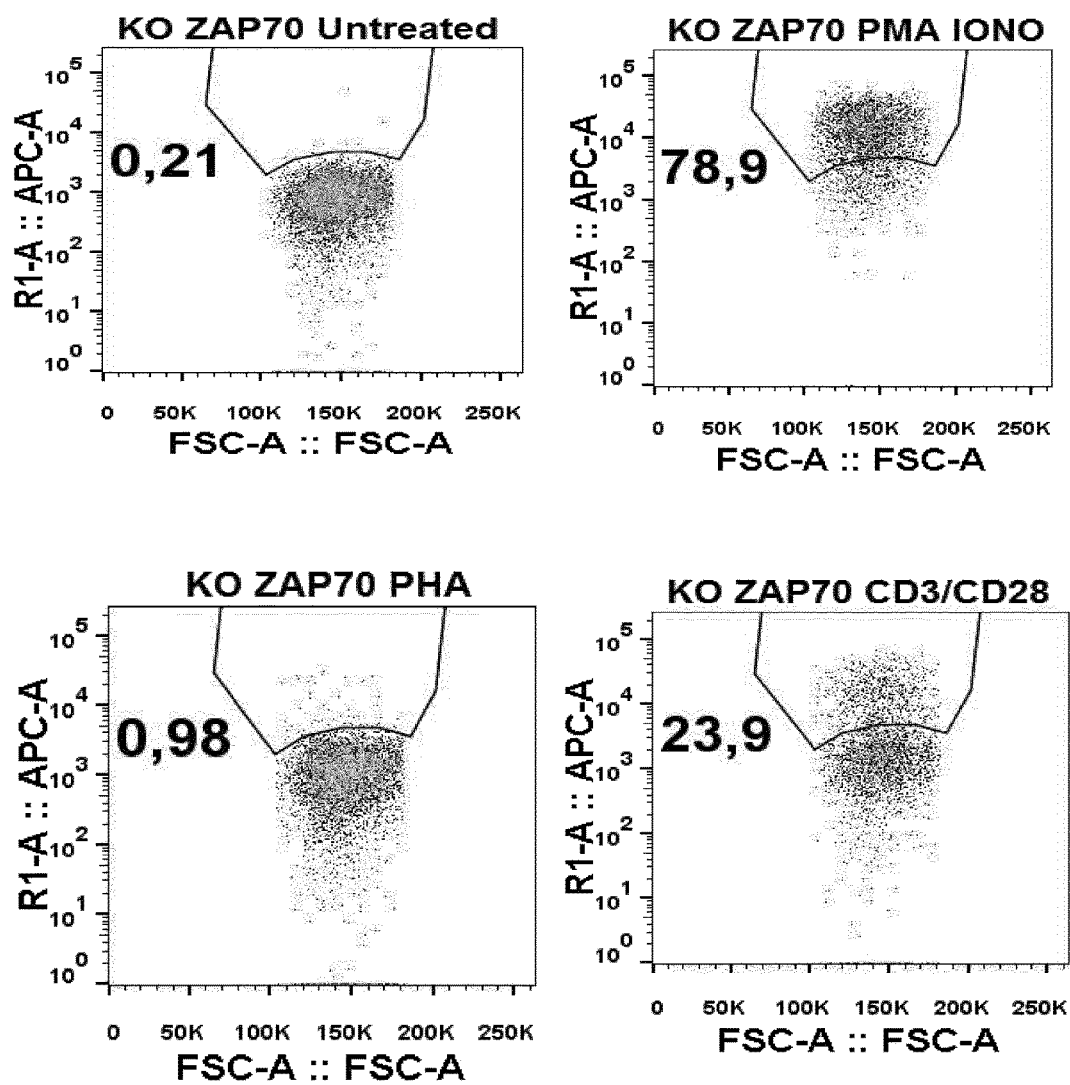 KO ZAP70 Untreated
10^5
10^4
0,21
10^3
10^2
10^1
10^0
R1-A :: APC-A
0 50K 100K 150K 200K 250K
FSC-A :: FSC-A
KO ZAP70 PMA IONO
10^5
10^4
78,9
10^3
10^2
10^1
10^0
R1-A :: APC-A
0 50K 100K 150K 200K 250K
FSC-A :: FSC-A
KO ZAP70 PHA
10^5
10^4
0,98
10^3
10^2
10^1
10^0
R1-A :: APC-A
0 50K 100K 150K 200K 250K
FSC-A :: FSC-A
KO ZAP70 CD3/CD28
10^5
10^4
23,9
10^3
10^2
10^1
10^0
R1-A :: APC-A
0 50K 100K 150K 200K 250K
FSC-A :: FSC-A